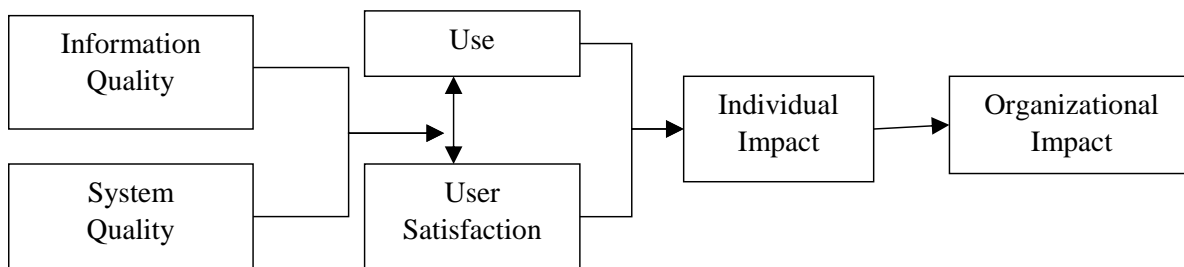 Information
Quality
Use
Individual
Impact
Organizational
Impact
System
Quality
User
Satisfaction